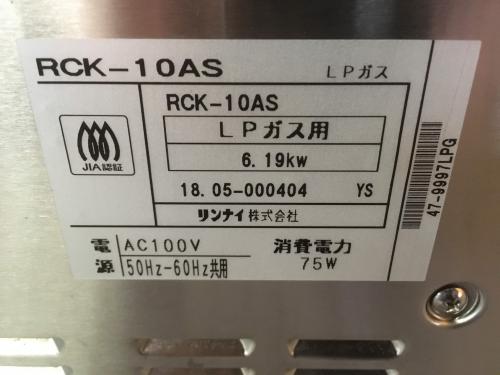 RCK-10AS LPガス
RCK-10AS
LPガス用
6.19kw
JIA認証
18.05-000404 YS
リンナイ株式会社
電源 AC100V
50Hz-60Hz共用
消費電力
75W
47-9997LPG